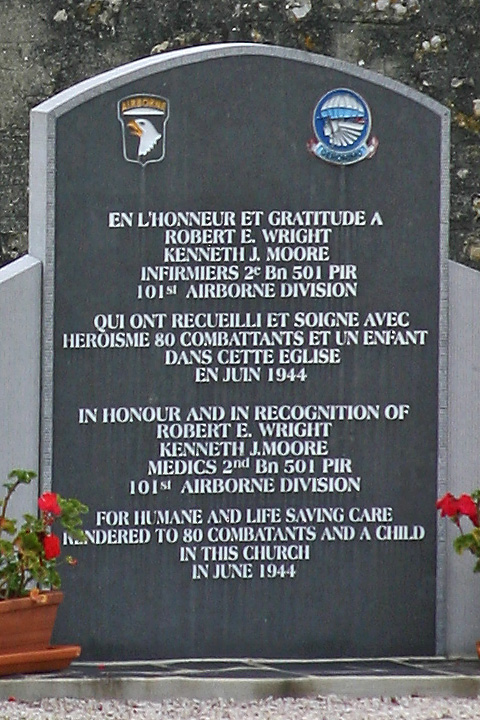 AIRBORNE
GERONIMO
EN L'HONNEUR ET GRATITUDE A
ROBERT E. WRIGHT
KENNETH J. MOORE
INFIRMIERS 2e Bn 501 PIR
101st AIRBORNE DIVISION
QUI ONT RECUEILLI ET SOIGNE AVEC
HEROISME 80 COMBATTANTS ET UN ENFANT
DANS CETTE EGLISE
EN JUIN 1944
IN HONOUR AND IN RECOGNITION OF
ROBERT E. WRIGHT
KENNETH J.MOORE
MEDICS 2nd Bn 501 PIR
101st AIRBORNE DIVISION
FOR HUMANE AND LIFE SAVING CARE
RENDERED TO 80 COMBATANTS AND A CHILD
IN THIS CHURCH
IN JUNE 1944